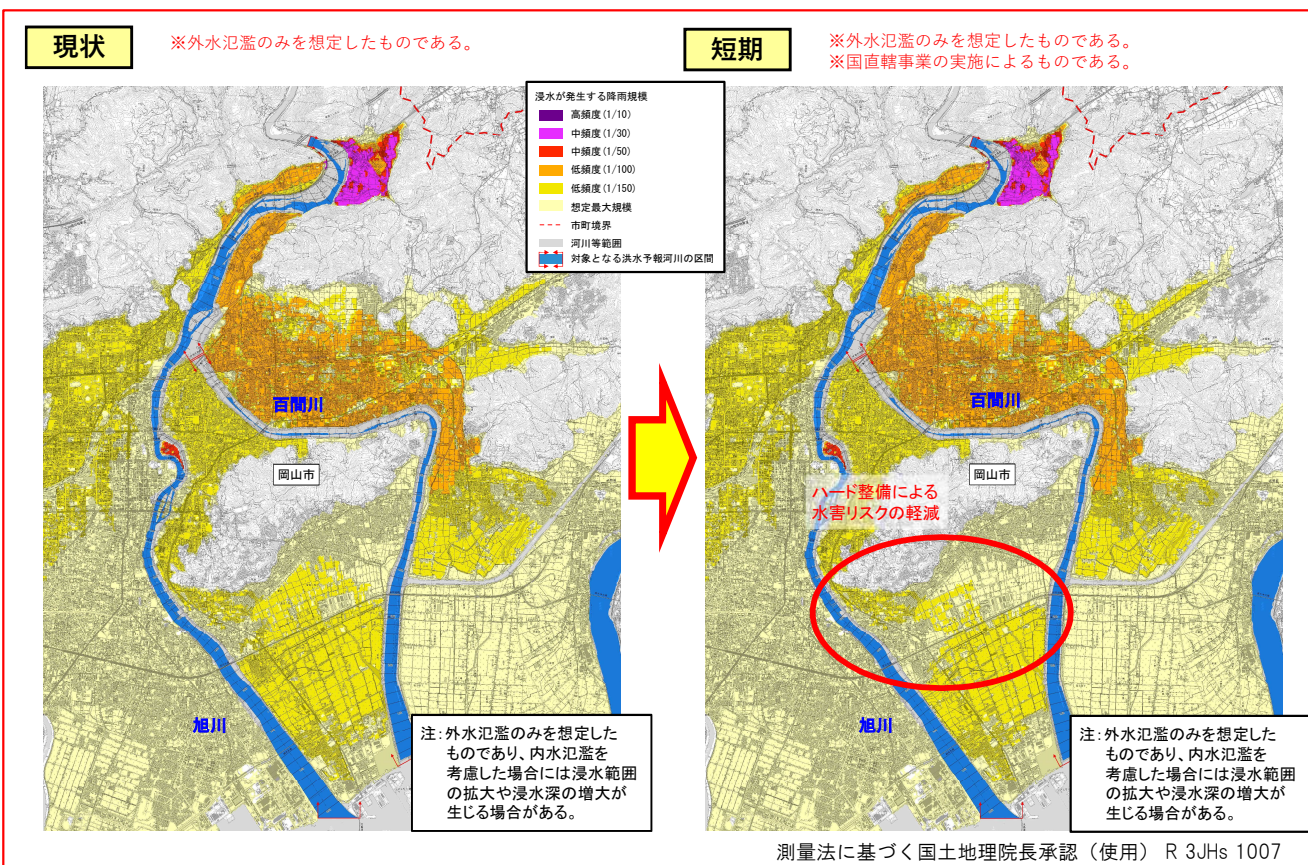 現状
※外水氾濫のみを想定したものである。
短期
※外水氾濫のみを想定したものである。
※国直轄事業の実施によるものである。
浸水が発生する降雨規模
高頻度(1/10)
中頻度(1/30)
中頻度(1/50)
低頻度(1/100)
低頻度(1/150)
想定最大規模
市町境界
河川等範囲
対象となる洪水予報河川の区間
百間川
岡山市
旭川
注:外水氾濫のみを想定した
ものであり、内水氾濫を
考慮した場合には浸水範囲
の拡大や浸水深の増大が
生じる場合がある。
百間川
岡山市
ハード整備による
水害リスクの軽減
旭川
注:外水氾濫のみを想定した
ものであり、内水氾濫を
考慮した場合には浸水範囲
の拡大や浸水深の増大が
生じる場合がある。
測量法に基づく国土地理院長承認（使用） R 3JHs 1007